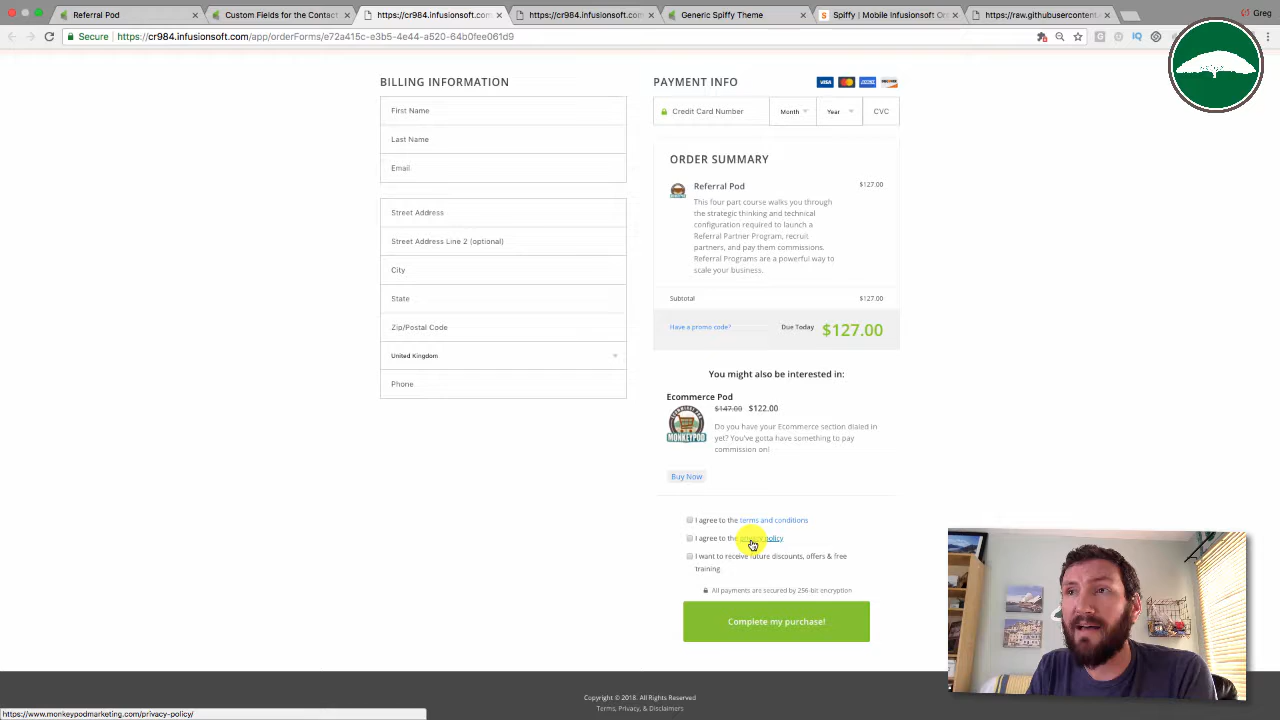 Custom Fields for the Contact
https://cr984.infusionsoft.com
https://cr984.infusionsoft.com
Spiffy Theme
Spiffy | Mobile C
https://raw.githubusercontent.
Greg
Secure
https://cr984.infusionsoft.com/app/orderForms/e72a415c-e3b5-4e44-a520-64b0fee061d9
BILLING INFORMATION
First Name
Last Name
Email
Street Address
Street Address Line 2 (optional)
City
State
Zip/Postal Code
United Kingdom
Phone
PAYMENT INFO
VISA
Credit Card Number
Month
Year
CVC
ORDER SUMMARY
Referral Pod
$127.00
This four part course walks you through
the strategic thinking and technical
configuration required to launch a
Referral Partner Program, recruit
partners, and pay them commissions.
Referral Programs are a powerful way to
scale your business.
Subtotal
$127.00
Have a promo code?
Due Today
$127.00
You might also be interested in:
Ecommerce Pod
$147.00 $122.00
MONKEYPOD
Do you have your Ecommerce section dialed in
yet? You've gotta have something to pay
commission on!
Buy Now
I agree to the terms and conditions
I agree to the privacy policy
I want to receive future discounts, offers & free
training.
All payments are secured by 256-bit encryption
Complete my purchase!
Copyright © 2018. All Rights Reserved
Terms, Privacy, & Disclaimers
https://www.monkeypodmarketing.com/privacy-policy/